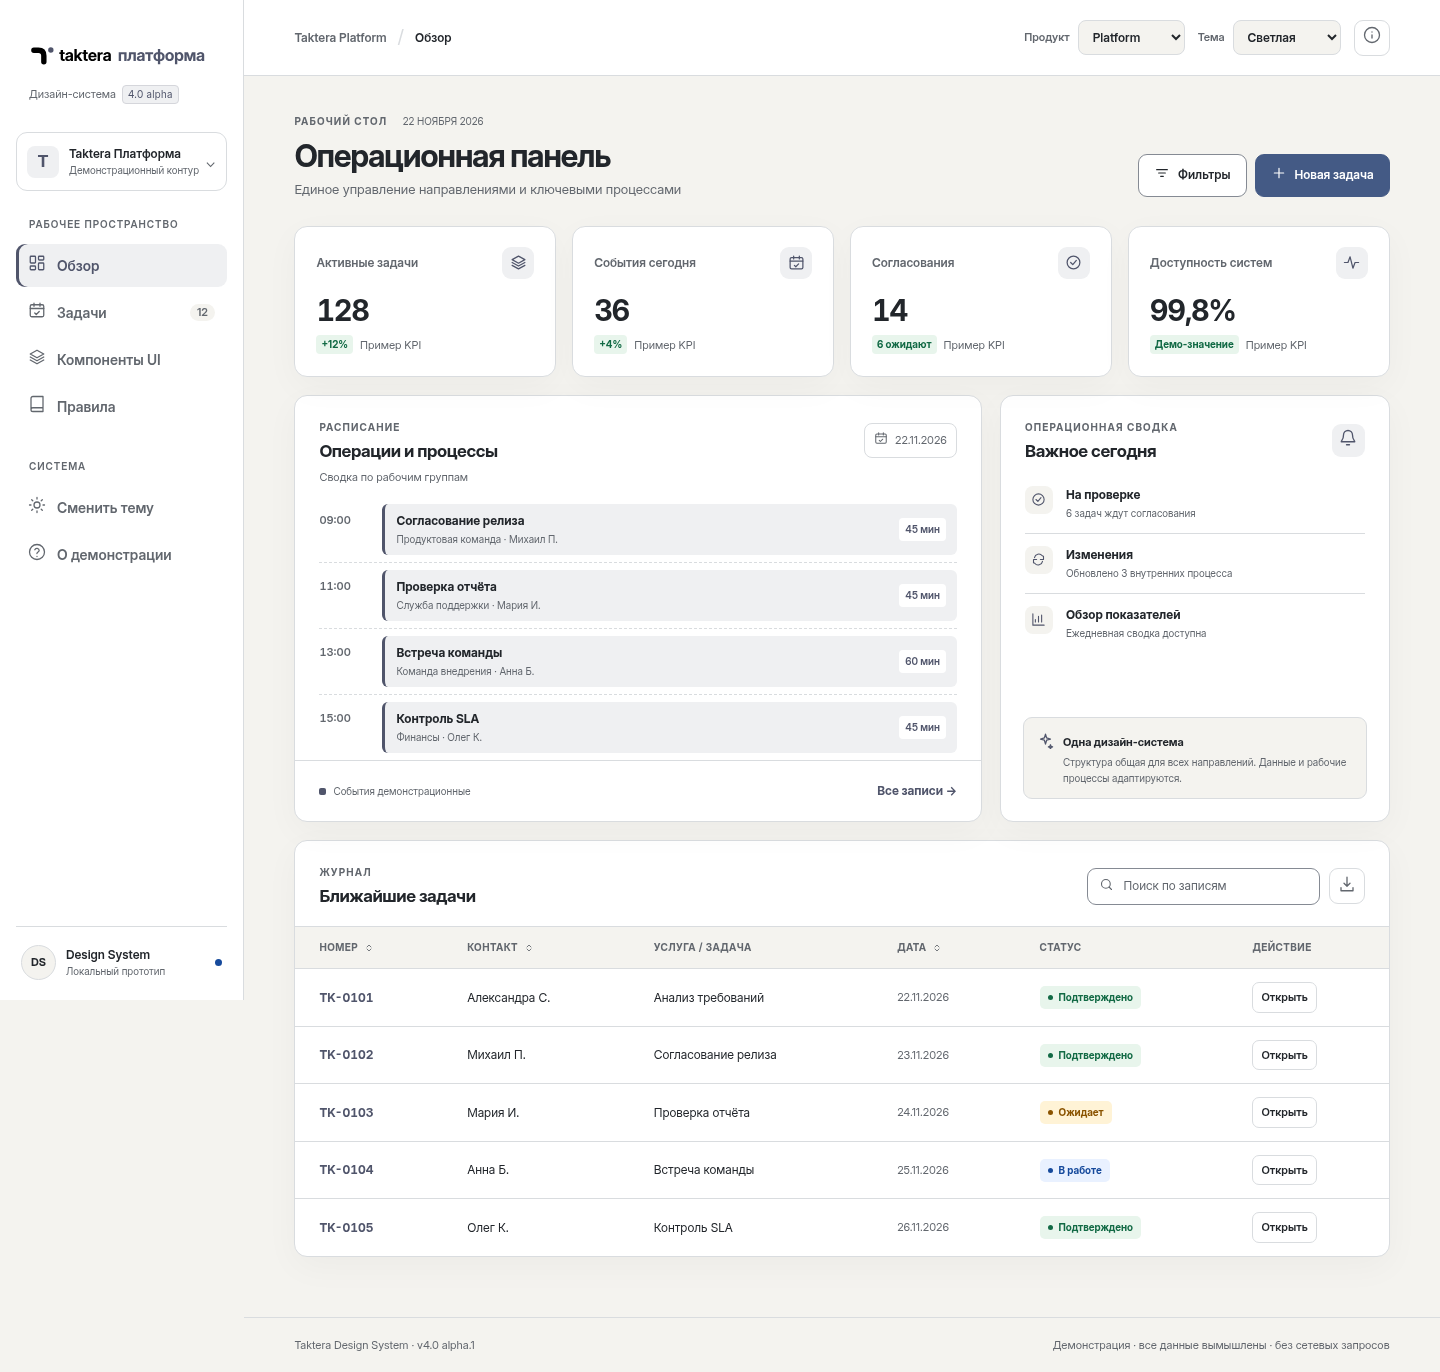 taktera платформа
Дизайн-система 4.0 alpha
T
Taktera Платформа
Демонстрационный контур
РАБОЧЕЕ ПРОСТРАНСТВО
Обзор
Задачи 12
Компоненты UI
Правила
СИСТЕМА
Сменить тему
О демонстрации
DS
Design System
Локальный прототип
Taktera Platform / Обзор
Продукт Platform Тема Светлая
РАБОЧИЙ СТОЛ 22 НОЯБРЯ 2026
Операционная панель
Единое управление направлениями и ключевыми процессами
Фильтры
Новая задача
Активные задачи
128
+12% Пример KPI
События сегодня
36
+4% Пример KPI
Согласования
14
6 ожидают Пример KPI
Доступность систем
99,8%
Демо-значение Пример KPI
РАСПИСАНИЕ
Операции и процессы
Сводка по рабочим группам
22.11.2026
09:00
Согласование релиза
Продуктовая команда · Михаил П.
45 мин
11:00
Проверка отчёта
Служба поддержки · Мария И.
45 мин
13:00
Встреча команды
Команда внедрения · Анна Б.
60 мин
15:00
Контроль SLA
Финансы · Олег К.
45 мин
События демонстрационные
Все записи →
ОПЕРАЦИОННАЯ СВОДКА
Важное сегодня
На проверке
6 задач ждут согласования
Изменения
Обновлено 3 внутренних процесса
Обзор показателей
Ежедневная сводка доступна
Одна дизайн-система
Структура общая для всех направлений. Данные и рабочие
процессы адаптируются.
ЖУРНАЛ
Ближайшие задачи
Поиск по записям
НОМЕР КОНТАКТ УСЛУГА / ЗАДАЧА ДАТА СТАТУС ДЕЙСТВИЕ
TK-0101 Александра С. Анализ требований 22.11.2026 Подтверждено Открыть
TK-0102 Михаил П. Согласование релиза 23.11.2026 Подтверждено Открыть
TK-0103 Мария И. Проверка отчёта 24.11.2026 Ожидает Открыть
TK-0104 Анна Б. Встреча команды 25.11.2026 В работе Открыть
TK-0105 Олег К. Контроль SLA 26.11.2026 Подтверждено Открыть
Taktera Design System · v4.0 alpha.1
Демонстрация · все данные вымышлены · без сетевых запросов